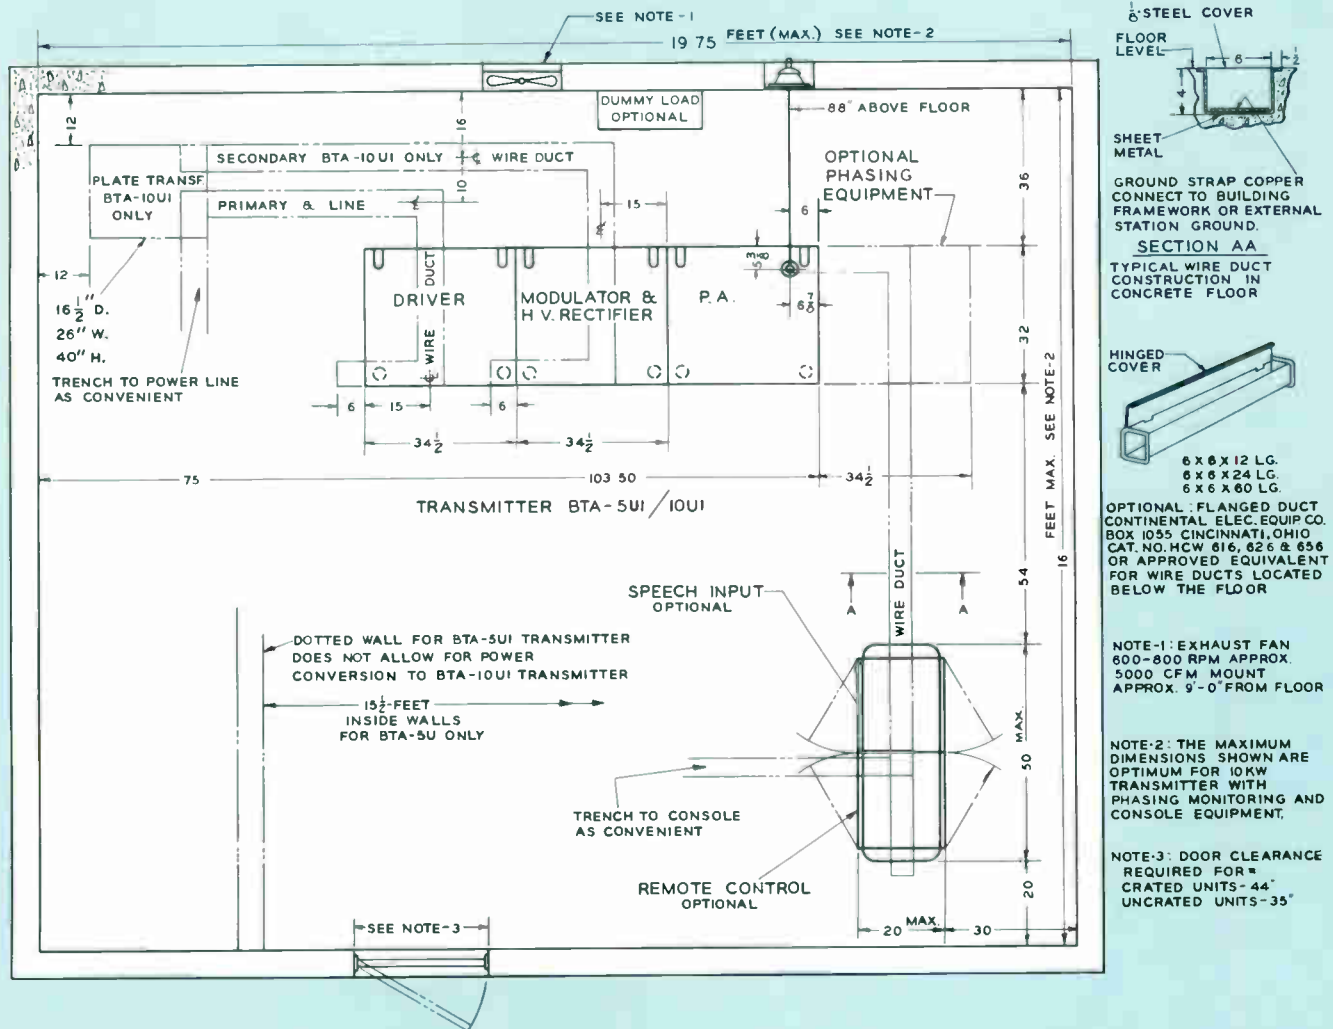 SEE NOTE-1
19 75 FEET (MAX.) SEE NOTE-2
12
16
DUMMY LOAD
OPTIONAL
88" ABOVE FLOOR
SECONDARY BTA-10U1 ONLY
℄ WIRE DUCT
PLATE TRANSF.
BTA-10U1
ONLY
PRIMARY & LINE
℄
10
15
℄
OPTIONAL
PHASING
EQUIPMENT
6
36
12
16 1/2" D.
26" W.
40" H.
TRENCH TO POWER LINE
AS CONVENIENT
DRIVER
℄ WIRE DUCT
MODULATOR &
H V. RECTIFIER
P. A.
5 3/8
6 7/8
32
6
15
6
34 1/2
34 1/2
75
103 50
34 1/2
TRANSMITTER BTA-5U1/10U1
16 FEET MAX. SEE NOTE-2
WIRE DUCT
54
A
A
SPEECH INPUT
OPTIONAL
DOTTED WALL FOR BTA-5U1 TRANSMITTER
DOES NOT ALLOW FOR POWER
CONVERSION TO BTA-10U1 TRANSMITTER
15 1/2-FEET
INSIDE WALLS
FOR BTA-5U ONLY
50 MAX.
TRENCH TO CONSOLE
AS CONVENIENT
REMOTE CONTROL
OPTIONAL
20
SEE NOTE-3
20 MAX.
30
1/8-STEEL COVER
FLOOR
LEVEL
6
1/2
4
SHEET
METAL
GROUND STRAP COPPER
CONNECT TO BUILDING
FRAMEWORK OR EXTERNAL
STATION GROUND.
SECTION AA
TYPICAL WIRE DUCT
CONSTRUCTION IN
CONCRETE FLOOR
HINGED
COVER
6 X 6 X 12 LG.
6 X 6 X 24 LG.
6 X 6 X 60 LG.
OPTIONAL: FLANGED DUCT
CONTINENTAL ELEC. EQUIP CO.
BOX 1055 CINCINNATI, OHIO
CAT. NO. HCW 616, 626 & 656
OR APPROVED EQUIVALENT
FOR WIRE DUCTS LOCATED
BELOW THE FLOOR
NOTE-1: EXHAUST FAN
600-800 RPM APPROX.
5000 CFM MOUNT
APPROX. 9'-0" FROM FLOOR
NOTE-2: THE MAXIMUM
DIMENSIONS SHOWN ARE
OPTIMUM FOR 10KW
TRANSMITTER WITH
PHASING MONITORING AND
CONSOLE EQUIPMENT.
NOTE-3: DOOR CLEARANCE
REQUIRED FOR=
CRATED UNITS-44"
UNCRATED UNITS-35"